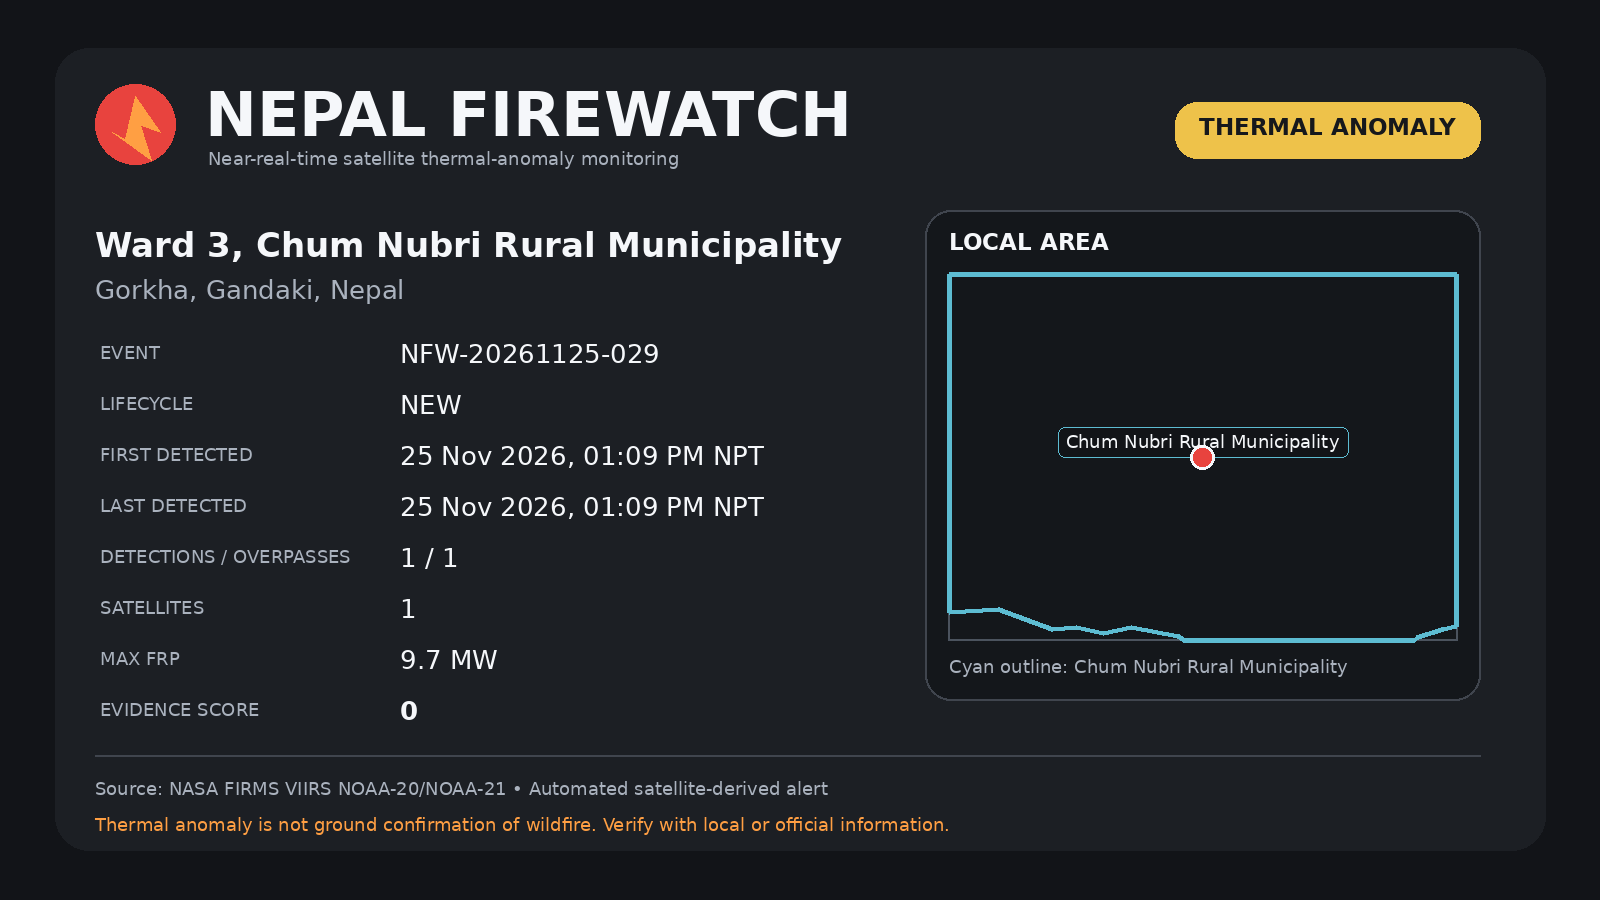 NEPAL FIREWATCH
Near-real-time satellite thermal-anomaly monitoring
THERMAL ANOMALY
Ward 3, Chum Nubri Rural Municipality
Gorkha, Gandaki, Nepal
EVENT NFW-20261125-029
LIFECYCLE NEW
FIRST DETECTED 25 Nov 2026, 01:09 PM NPT
LAST DETECTED 25 Nov 2026, 01:09 PM NPT
DETECTIONS / OVERPASSES 1 / 1
SATELLITES 1
MAX FRP 9.7 MW
EVIDENCE SCORE 0
LOCAL AREA
Chum Nubri Rural Municipality
Cyan outline: Chum Nubri Rural Municipality
Source: NASA FIRMS VIIRS NOAA-20/NOAA-21 • Automated satellite-derived alert
Thermal anomaly is not ground confirmation of wildfire. Verify with local or official information.